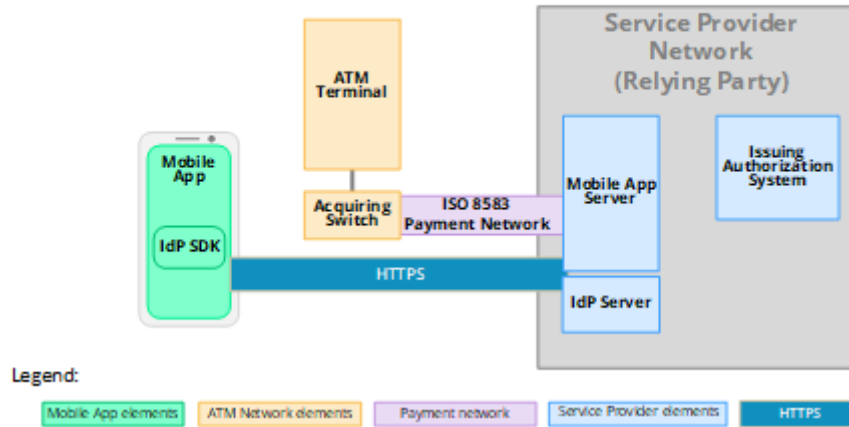 Service Provider
Network
(Relying Party)
ATM
Terminal
Mobile
App
IdP SDK
Acquiring
Switch
ISO 8583
Payment Network
Mobile App
Server
Issuing
Authorization
System
HTTPS
IdP Server
Legend:
Mobile App elements
ATM Network elements
Payment network
Service Provider elements
HTTPS